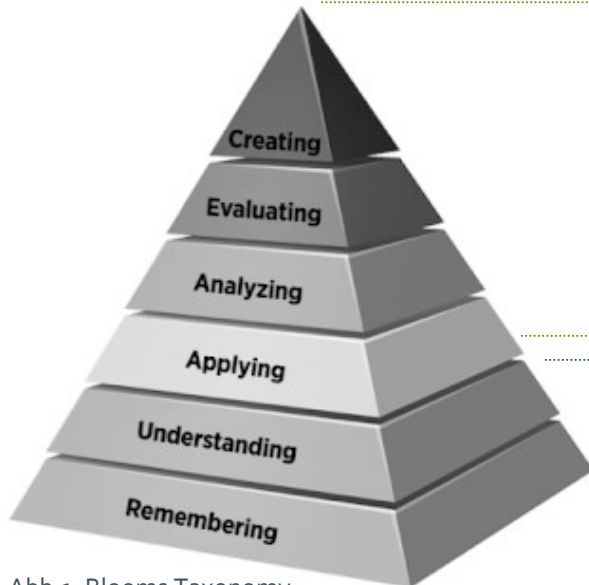 Creating
Evaluating
Analyzing
Applying
Understanding
Remembering
Abb 1 Blooms Taxonomy